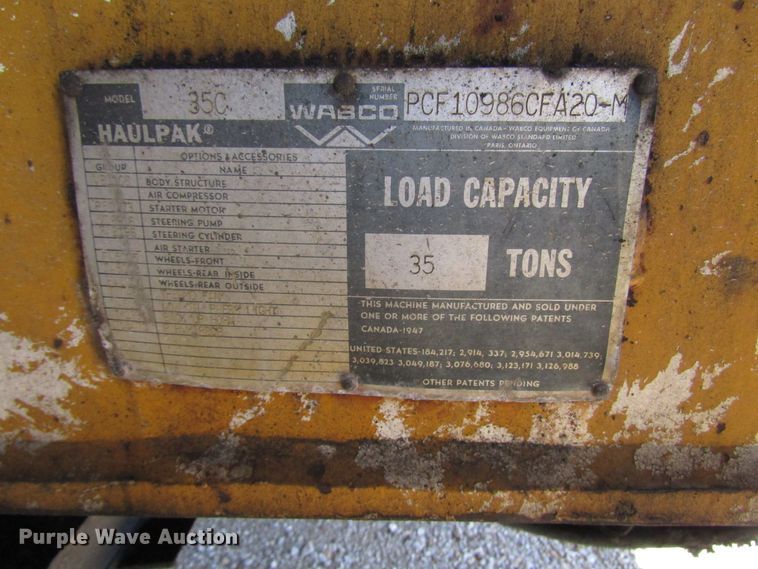 MODEL 35C WABCO SERIAL NUMBER PCF10986CFA20-M
HAULPAK®
MANUFACTURED IN CANADA - WABCO EQUIPMENT OF CANADA
DIVISION OF WABCO STANDARD LIMITED
PARIS, ONTARIO
OPTIONS & ACCESSORIES
GROUP NAME
BODY STRUCTURE
AIR COMPRESSOR
STARTER MOTOR
STEERING PUMP
STEERING CYLINDER
AIR STARTER
WHEELS-FRONT
WHEELS-REAR INSIDE
WHEELS-REAR OUTSIDE
LIGHT
LOAD CAPACITY
35 TONS
THIS MACHINE MANUFACTURED AND SOLD UNDER
ONE OR MORE OF THE FOLLOWING PATENTS
CANADA-1947
UNITED STATES-184,217; 2,914, 337; 2,954,671 3,014,739,
3,039,823 3,049,187; 3,076,680; 3,123,171 3,126,988
OTHER PATENTS PENDING
Purple Wave Auction